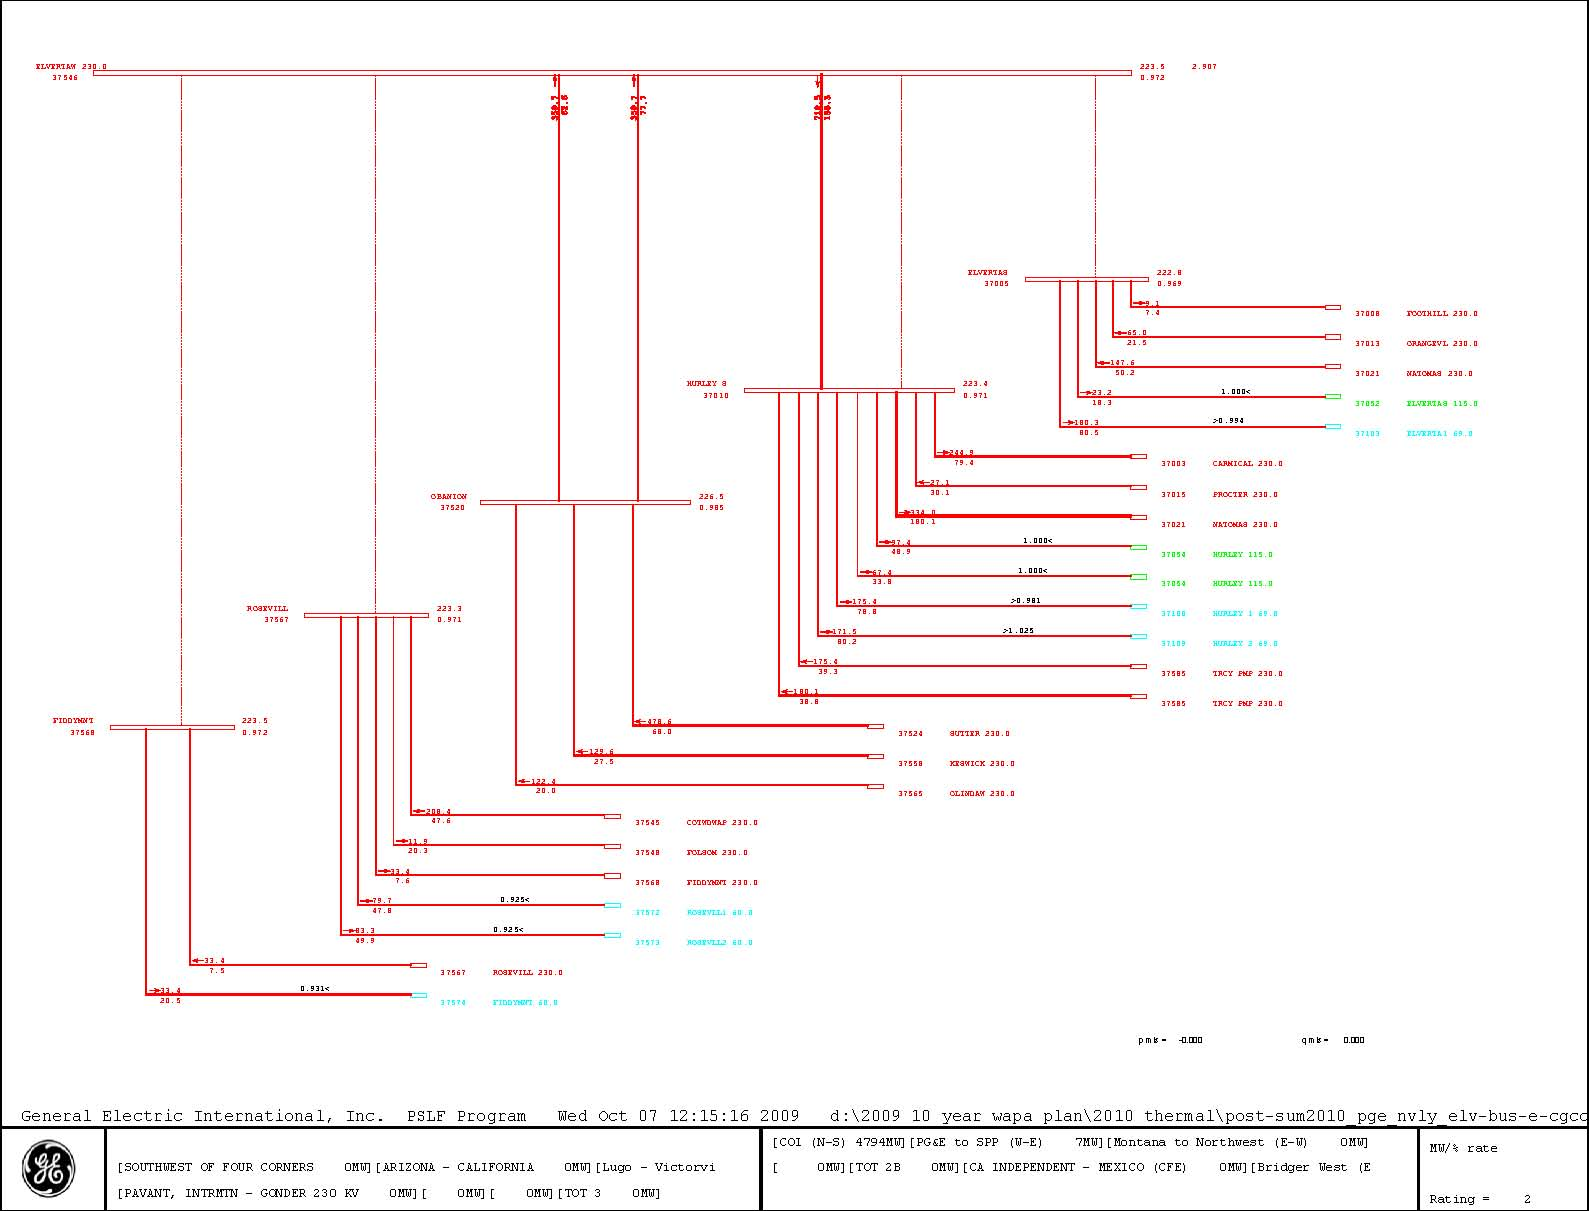 ELVERTAW 230.0
37546
223.5 2.907
0.972
62.6
77.7
ELVERTAS
37005
222.8
0.969
9.1
7.4
37008 FOOTHILL 230.0
65.0
21.5
37013 ORANGEVL 230.0
147.6
50.2
37021 NATOMAS 230.0
23.2
18.3
1.000<
37052 ELVERTAS 115.0
180.3
80.5
>0.994
37103 ELVERTA1 69.0
HURLEY S
37010
223.4
0.971
244.8
79.4
37003 CARMICAL 230.0
27.1
30.1
37015 PROCTER 230.0
334.0
180.1
37021 NATOMAS 230.0
97.4
48.9
1.000<
37054 HURLEY 115.0
67.4
33.8
1.000<
37054 HURLEY 115.0
175.4
78.8
>0.981
HURLEY 1 69.0
171.5
80.2
>1.025
37109 HURLEY 2 69.0
175.4
39.3
37585 TRCY PMP 230.0
180.1
38.8
37585 TRCY PMP 230.0
OBANION
37520
226.5
0.985
478.6
68.0
37524 SUTTER 230.0
129.6
27.5
37558 KESWICK 230.0
122.4
20.0
37565 OLINDAW 230.0
ROSEVILL
37567
223.3
0.971
208.4
47.6
37545 COTWDWAP 230.0
11.9
20.3
37548 FOLSOM 230.0
33.4
7.6
37568 FIDDYMNT 230.0
79.7
47.8
0.925<
37572 ROSEVLL1 60.0
83.3
49.9
0.925<
37573 ROSEVLL2 60.0
FIDDYMNT
37568
223.5
0.972
33.4
7.5
37567 ROSEVILL 230.0
33.4
20.5
0.931<
37574 FIDDYMNT 60.0
pmis = -0.000 qmis = 0.000
General Electric International, Inc. PSLF Program Wed Oct 07 12:15:16 2009 d:\2009 10 year wapa plan\2010 thermal\post-sum2010_pge_nvly_elv-bus-e-cgcc
[COI (N-S) 4794MW][PG&E to SPP (W-E) 7MW][Montana to Northwest (E-W) 0MW]
MW/% rate
[SOUTHWEST OF FOUR CORNERS 0MW][ARIZONA - CALIFORNIA 0MW][Lugo - Victorvi
[ 0MW][TOT 2B 0MW][CA INDEPENDENT - MEXICO (CFE) 0MW][Bridger West (E
[PAVANT, INTRMTN - GONDER 230 KV 0MW][ 0MW][ 0MW][TOT 3 0MW]
Rating = 2